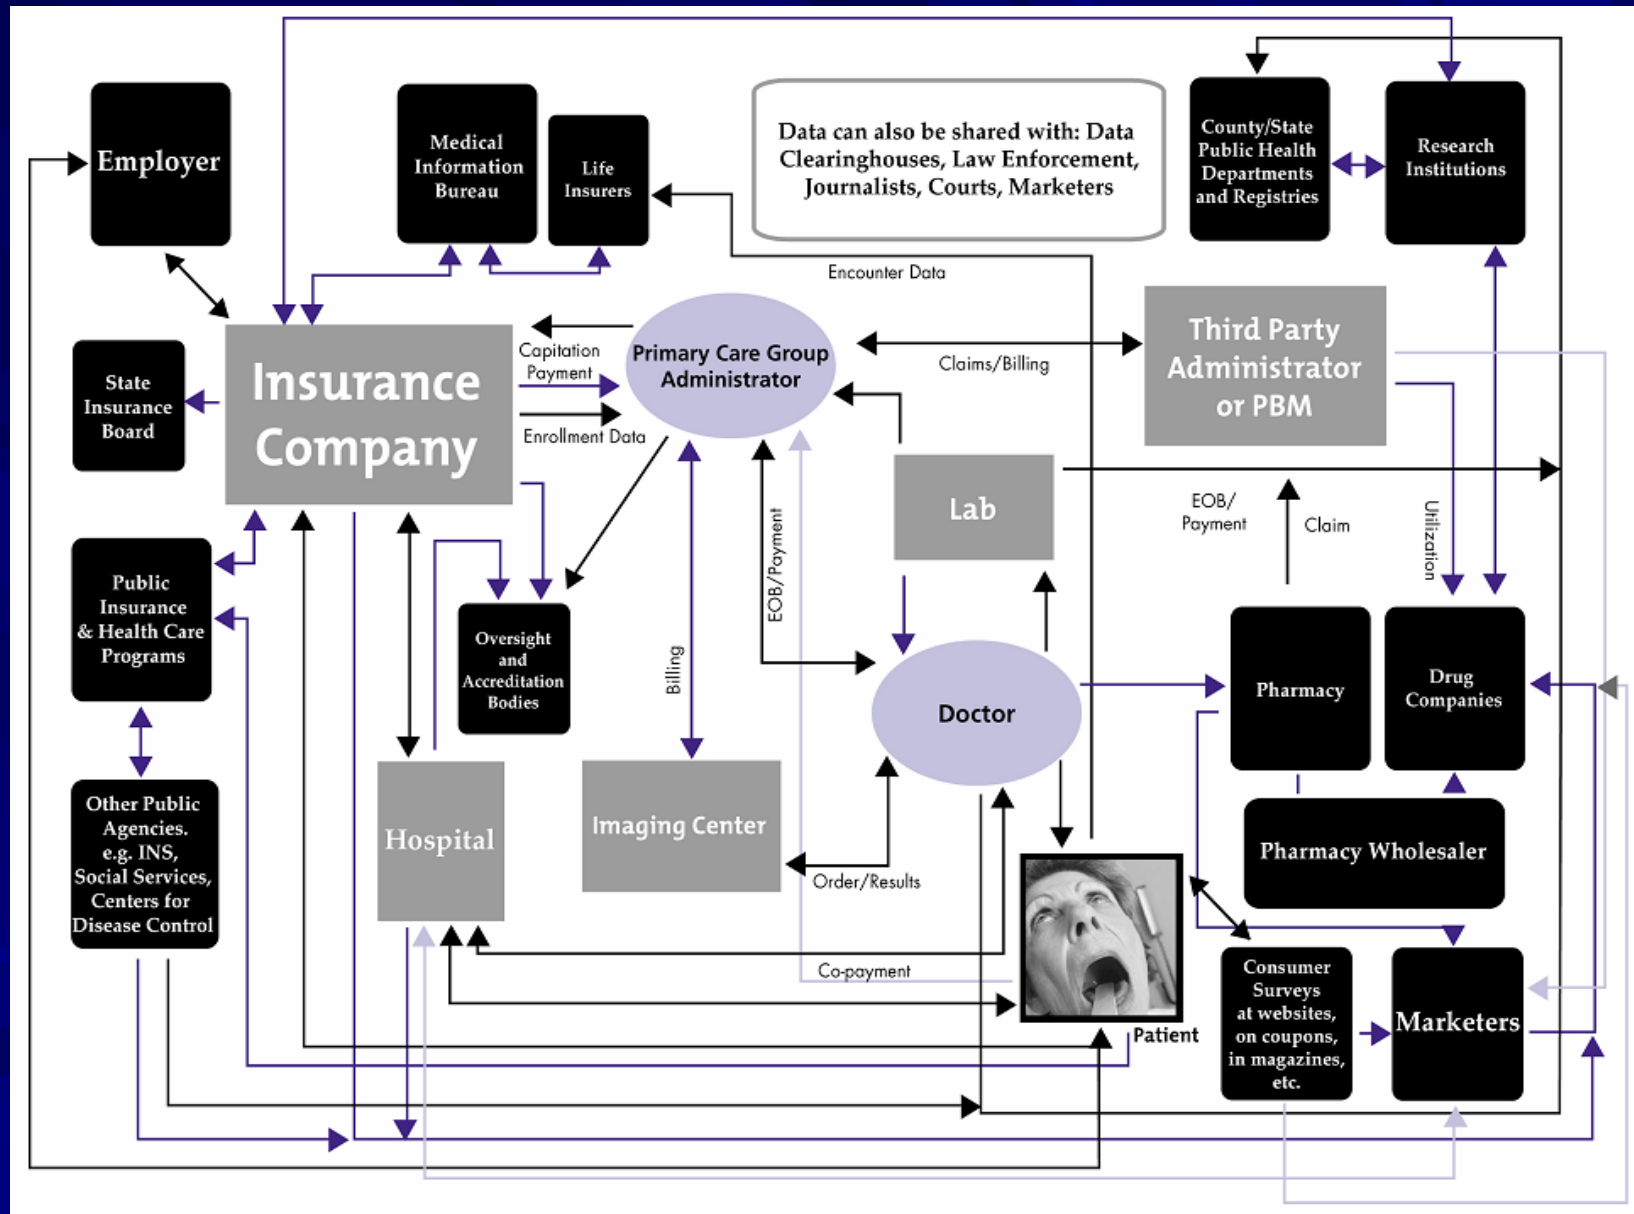 Employer
Medical
Information
Bureau
Life
Insurers
Data can also be shared with: Data
Clearinghouses, Law Enforcement,
Journalists, Courts, Marketers
County/State
Public Health
Departments
and Registries
Research
Institutions
Encounter Data
State
Insurance
Board
Insurance
Company
Capitation
Payment
Enrollment Data
Primary Care Group
Administrator
Claims/Billing
Third Party
Administrator
or PBM
Lab
EOB/
Payment
Claim
Utilization
Public
Insurance
& Health Care
Programs
Oversight
and
Accreditation
Bodies
Billing
EOB/Payment
Doctor
Pharmacy
Drug
Companies
Other Public
Agencies.
e.g. INS,
Social Services,
Centers for
Disease Control
Hospital
Imaging Center
Order/Results
Pharmacy Wholesaler
Co-payment
Patient
Consumer
Surveys
at websites,
on coupons,
in magazines,
etc.
Marketers